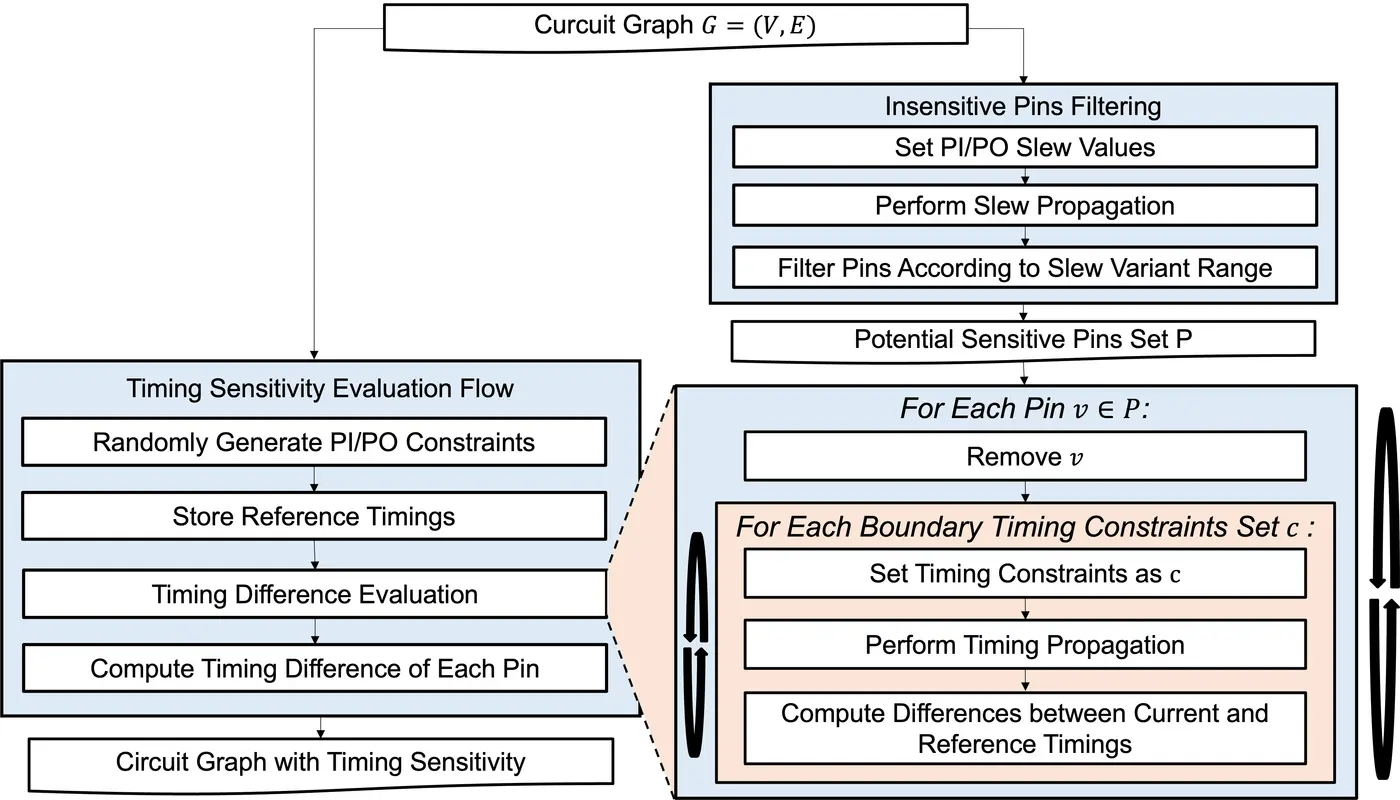 Curcuit Graph G = (V, E)
Insensitive Pins Filtering
Set PI/PO Slew Values
Perform Slew Propagation
Filter Pins According to Slew Variant Range
Potential Sensitive Pins Set P
Timing Sensitivity Evaluation Flow
Randomly Generate PI/PO Constraints
Store Reference Timings
Timing Difference Evaluation
Compute Timing Difference of Each Pin
Circuit Graph with Timing Sensitivity
For Each Pin v ∈ P:
Remove v
For Each Boundary Timing Constraints Set c :
Set Timing Constraints as c
Perform Timing Propagation
Compute Differences between Current and
Reference Timings